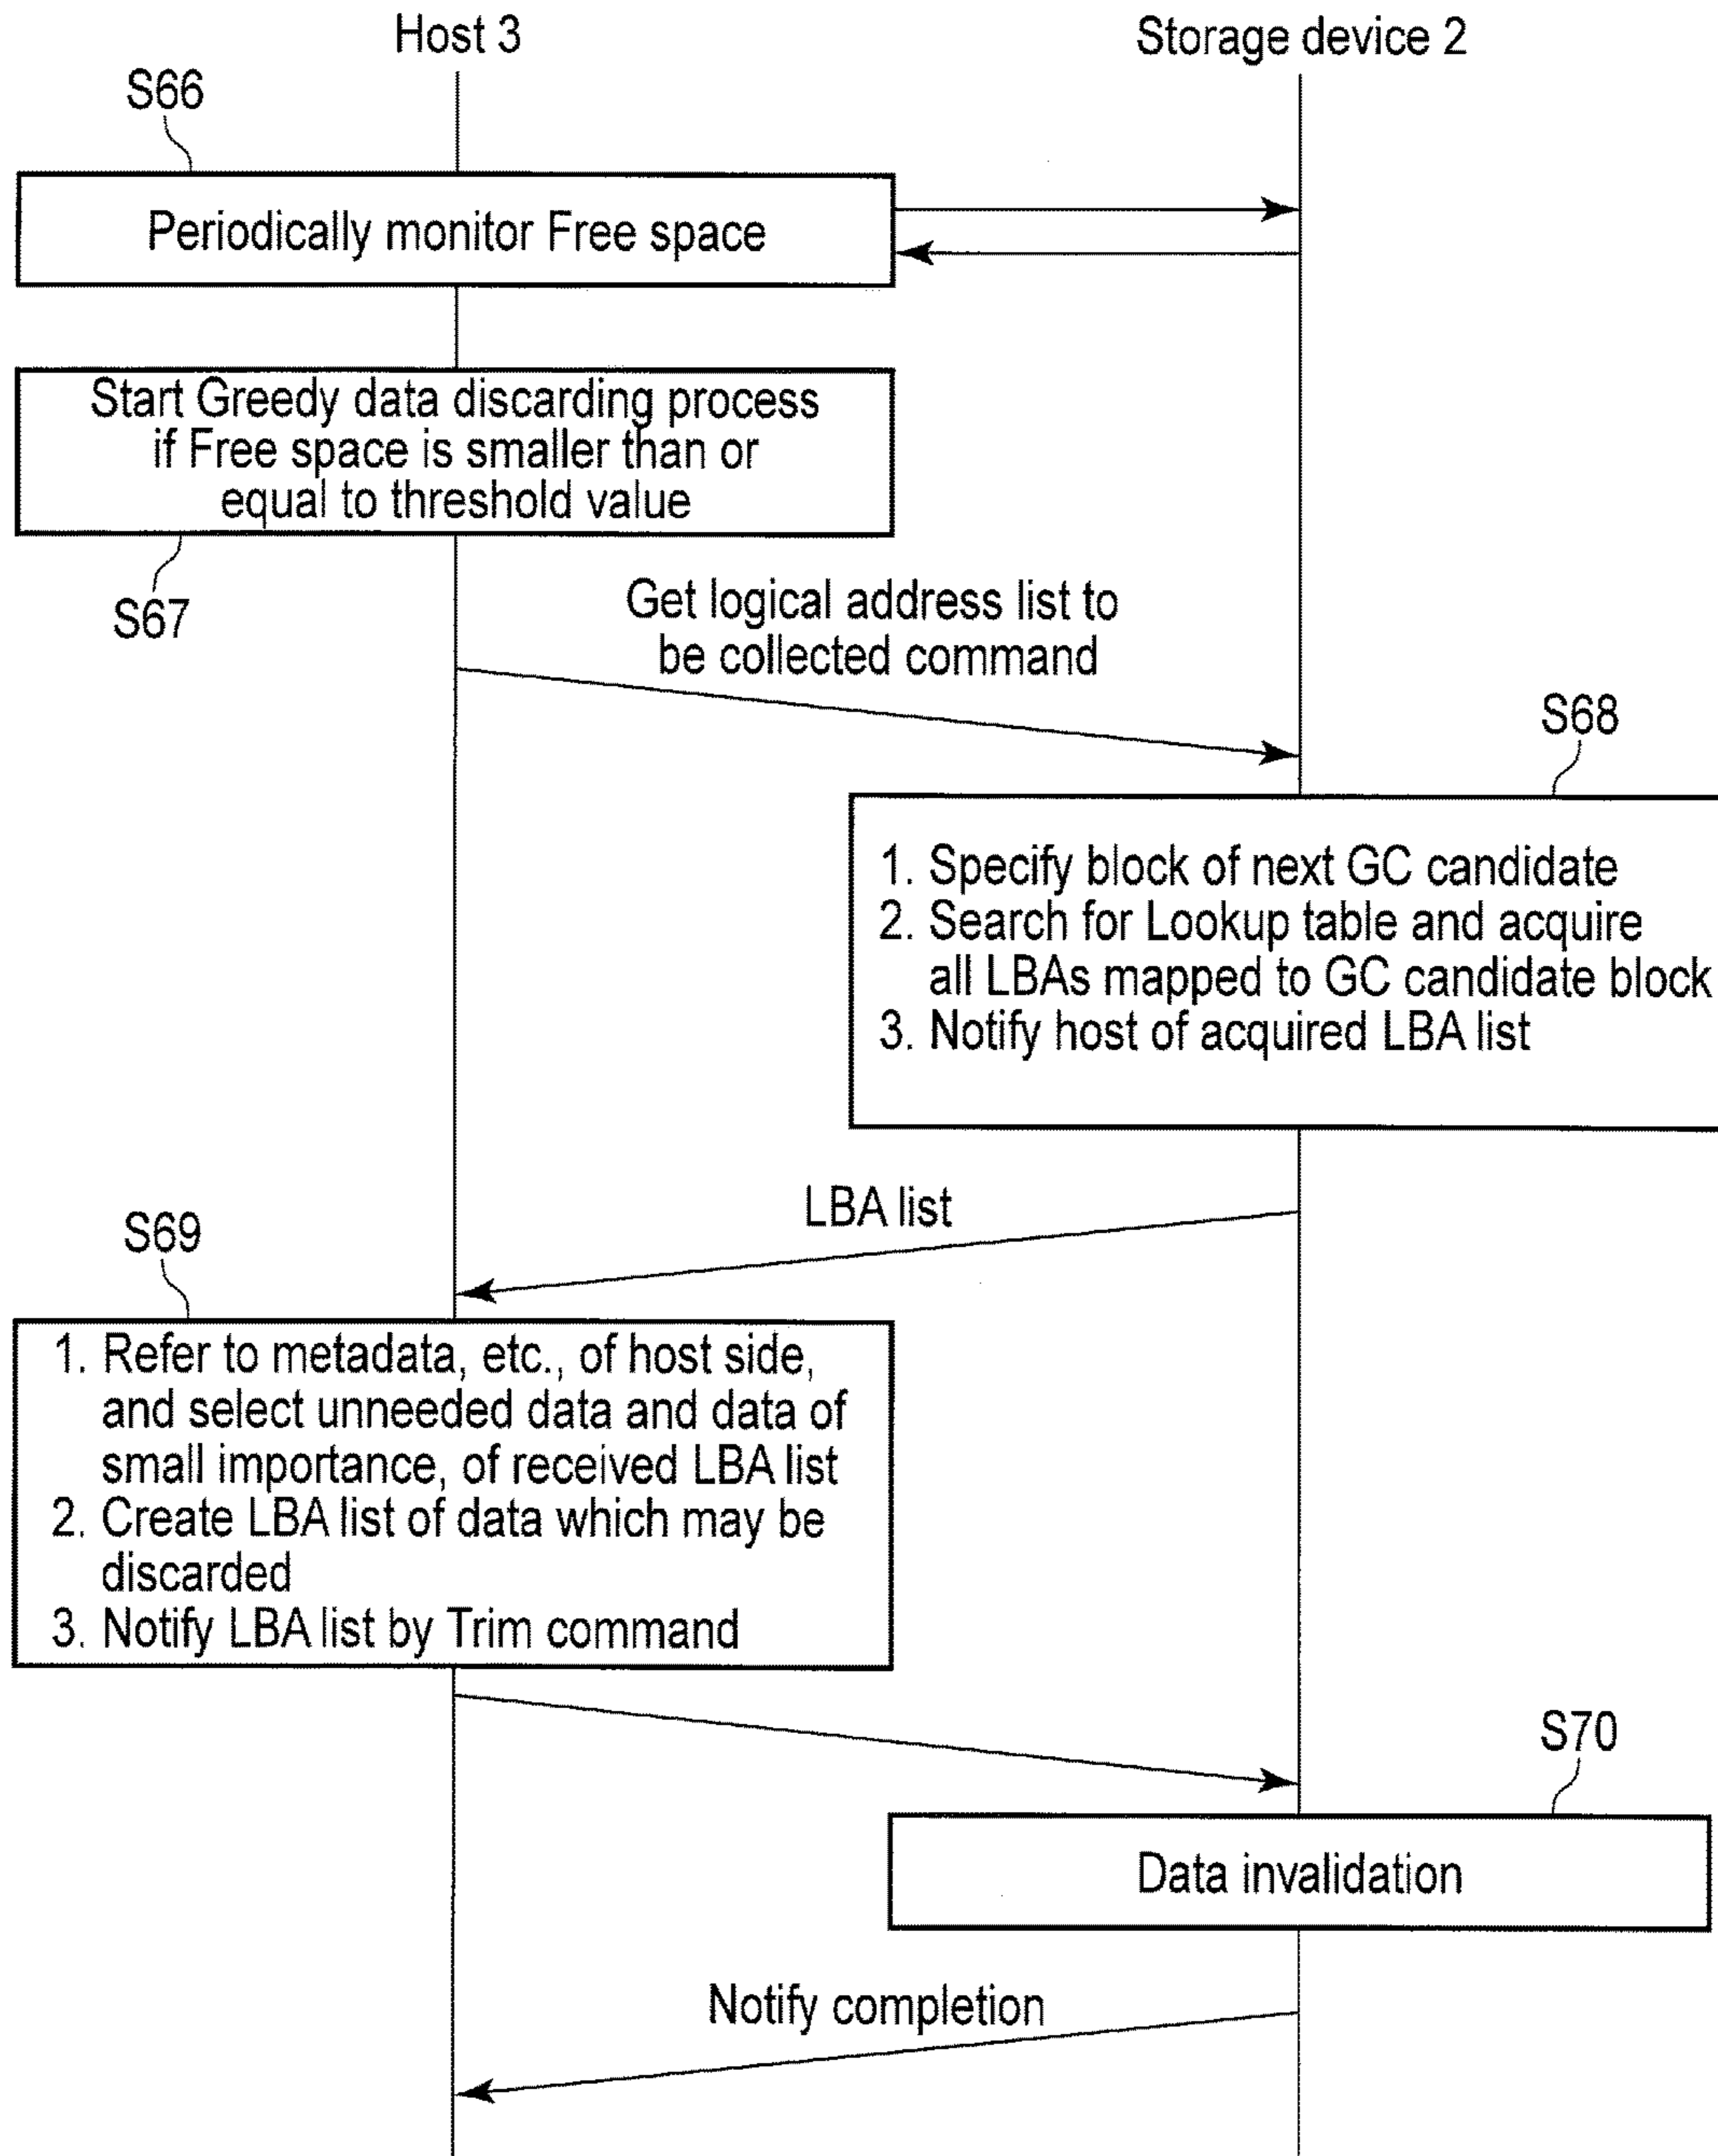 Host 3
Storage device 2
S66
Periodically monitor Free space
Start Greedy data discarding process
if Free space is smaller than or
equal to threshold value
S67
Get logical address list to
be collected command
S68
1. Specify block of next GC candidate
2. Search for Lookup table and acquire
all LBAs mapped to GC candidate block
3. Notify host of acquired LBA list
LBA list
S69
1. Refer to metadata, etc., of host side,
and select unneeded data and data of
small importance, of received LBA list
2. Create LBA list of data which may be
discarded
3. Notify LBA list by Trim command
S70
Data invalidation
Notify completion